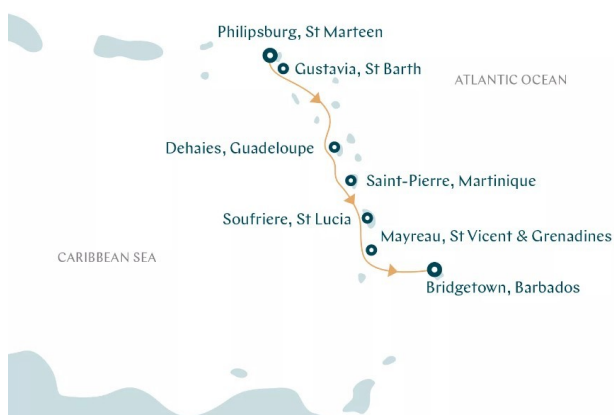 Philipsburg, St Marteen
Gustavia, St Barth
ATLANTIC OCEAN
Dehaies, Guadeloupe
Saint-Pierre, Martinique
Soufriere, St Lucia
Mayreau, St Vicent & Grenadines
CARIBBEAN SEA
Bridgetown, Barbados